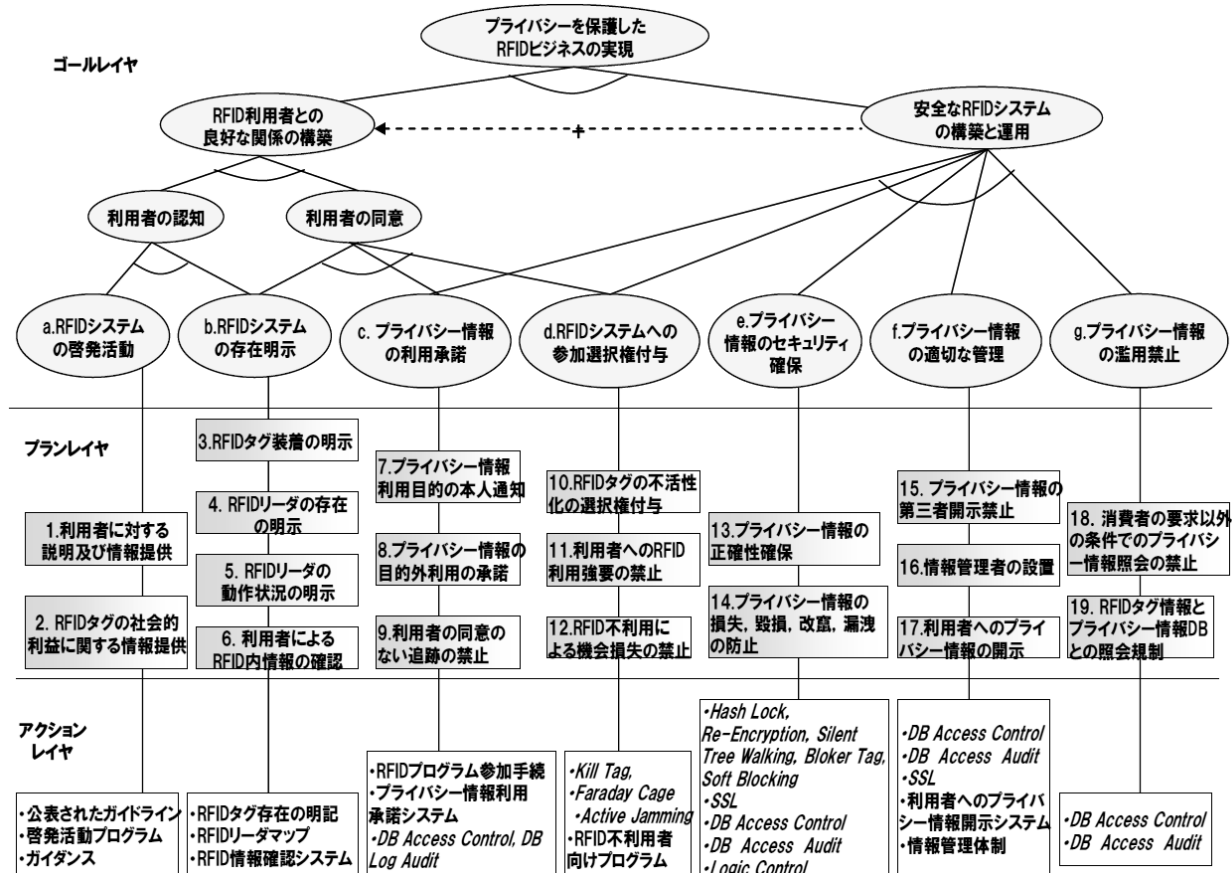 プライバシーを保護した
RFIDビジネスの実現
ゴールレイヤ
RFID利用者との
良好な関係の構築
+
安全なRFIDシステム
の構築と運用
利用者の認知
利用者の同意
a.RFIDシステム
の啓発活動
b.RFIDシステム
の存在明示
c. プライバシー情報
の利用承諾
d.RFIDシステムへの
参加選択権付与
e.プライバシー
情報のセキュリティ
確保
f.プライバシー情報
の適切な管理
g.プライバシー情報
の濫用禁止
プランレイヤ
1.利用者に対する
説明及び情報提供
2. RFIDタグの社会的
利益に関する情報提供
3.RFIDタグ装着の明示
4. RFIDリーダの存在
の明示
5. RFIDリーダの
動作状況の明示
6. 利用者による
RFID内情報の確認
7.プライバシー情報
利用目的の本人通知
8.プライバシー情報の
目的外利用の承諾
9.利用者の同意の
ない追跡の禁止
10.RFIDタグの不活性
化の選択権付与
11.利用者へのRFID
利用強要の禁止
12.RFID不利用に
よる機会損失の禁止
13.プライバシー情報の
正確性確保
14.プライバシー情報の
損失, 毀損, 改竄, 漏洩
の防止
15. プライバシー情報の
第三者開示禁止
16.情報管理者の設置
17.利用者へのプライ
バシー情報の開示
18. 消費者の要求以外
の条件でのプライバシ
ー情報照会の禁止
19. RFIDタグ情報と
プライバシー情報DB
との照会規制
アクション
レイヤ
・公表されたガイドライン
・啓発活動プログラム
・ガイダンス
・RFIDタグ存在の明記
・RFIDリーダマップ
・RFID情報確認システム
・RFIDプログラム参加手続
・プライバシー情報利用
承諾システム
・DB Access Control, DB
Log Audit
・Kill Tag,
・Faraday Cage
・Active Jamming
・RFID不利用者
向けプログラム
・Hash Lock,
Re-Encryption, Silent
Tree Walking, Bloker Tag,
Soft Blocking
・SSL
・DB Access Control
・DB Access Audit
・Logic Control
・DB Access Control
・DB Access Audit
・SSL
・利用者へのプライバ
シー情報開示システム
・情報管理体制
・DB Access Control
・DB Access Audit